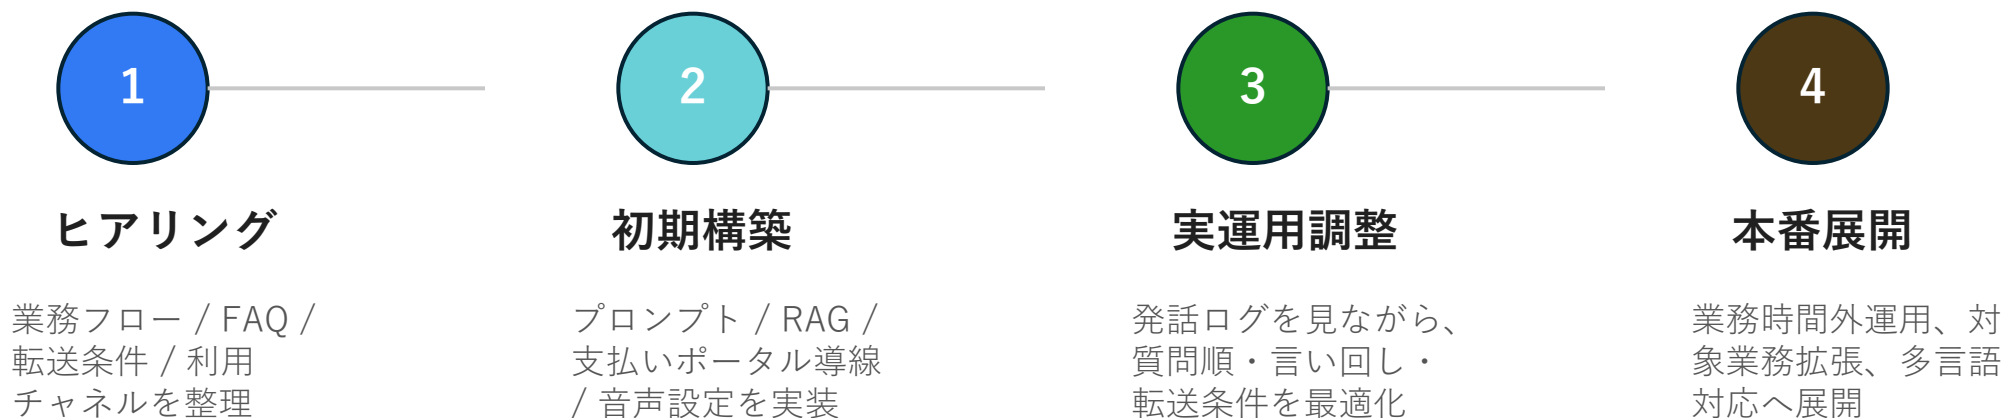 1
2
3
4
ヒアリング
初期構築
実運用調整
本番展開
業務フロー / FAQ /
転送条件 / 利用
チャネルを整理
プロンプト / RAG /
支払いポータル導線
/ 音声設定を実装
発話ログを見ながら、
質問順・言い回し・
転送条件を最適化
業務時間外運用、対
象業務拡張、多言語
対応へ展開